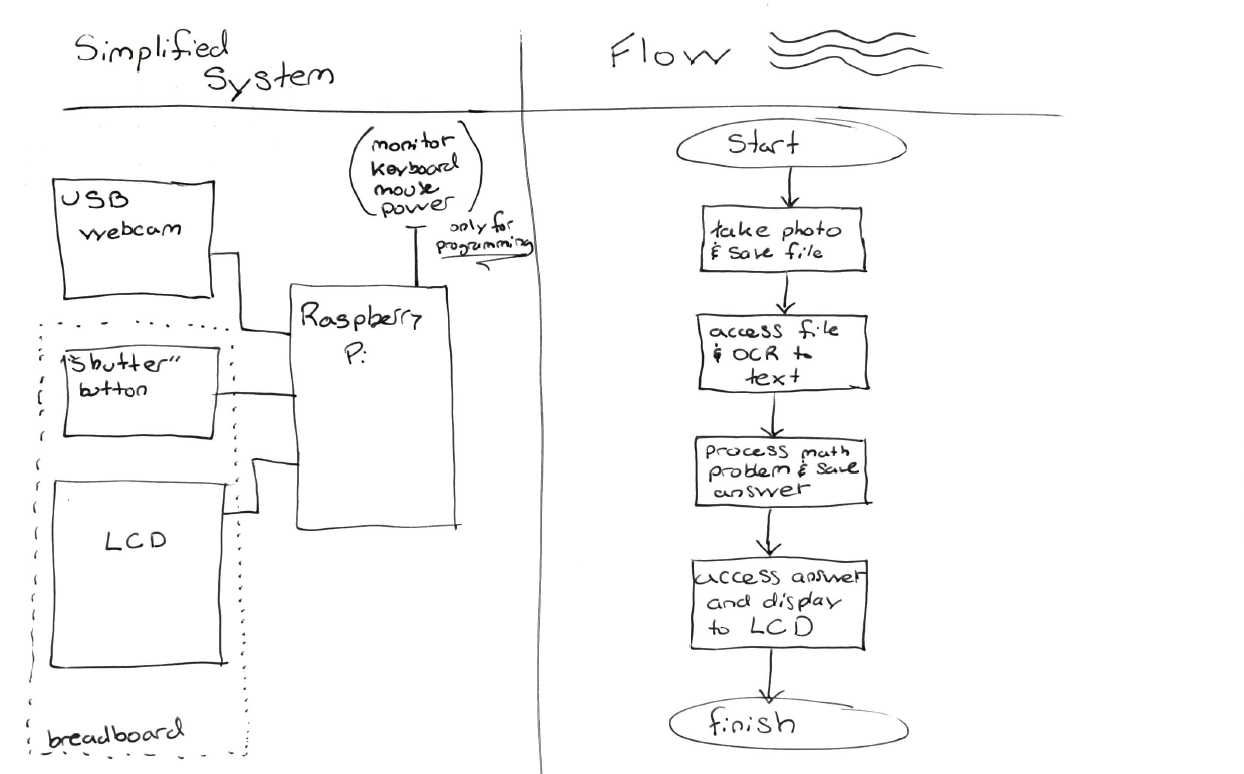 Simplified
System
Flow
monitor
keyboard
mouse
power
only for
programming
USB
webcam
Raspberry
Pi
"Shutter"
button
LCD
breadboard
Start
take photo
& save file
access file
& OCR to
text
process math
problem & save
answer
access answer
and display
to LCD
finish